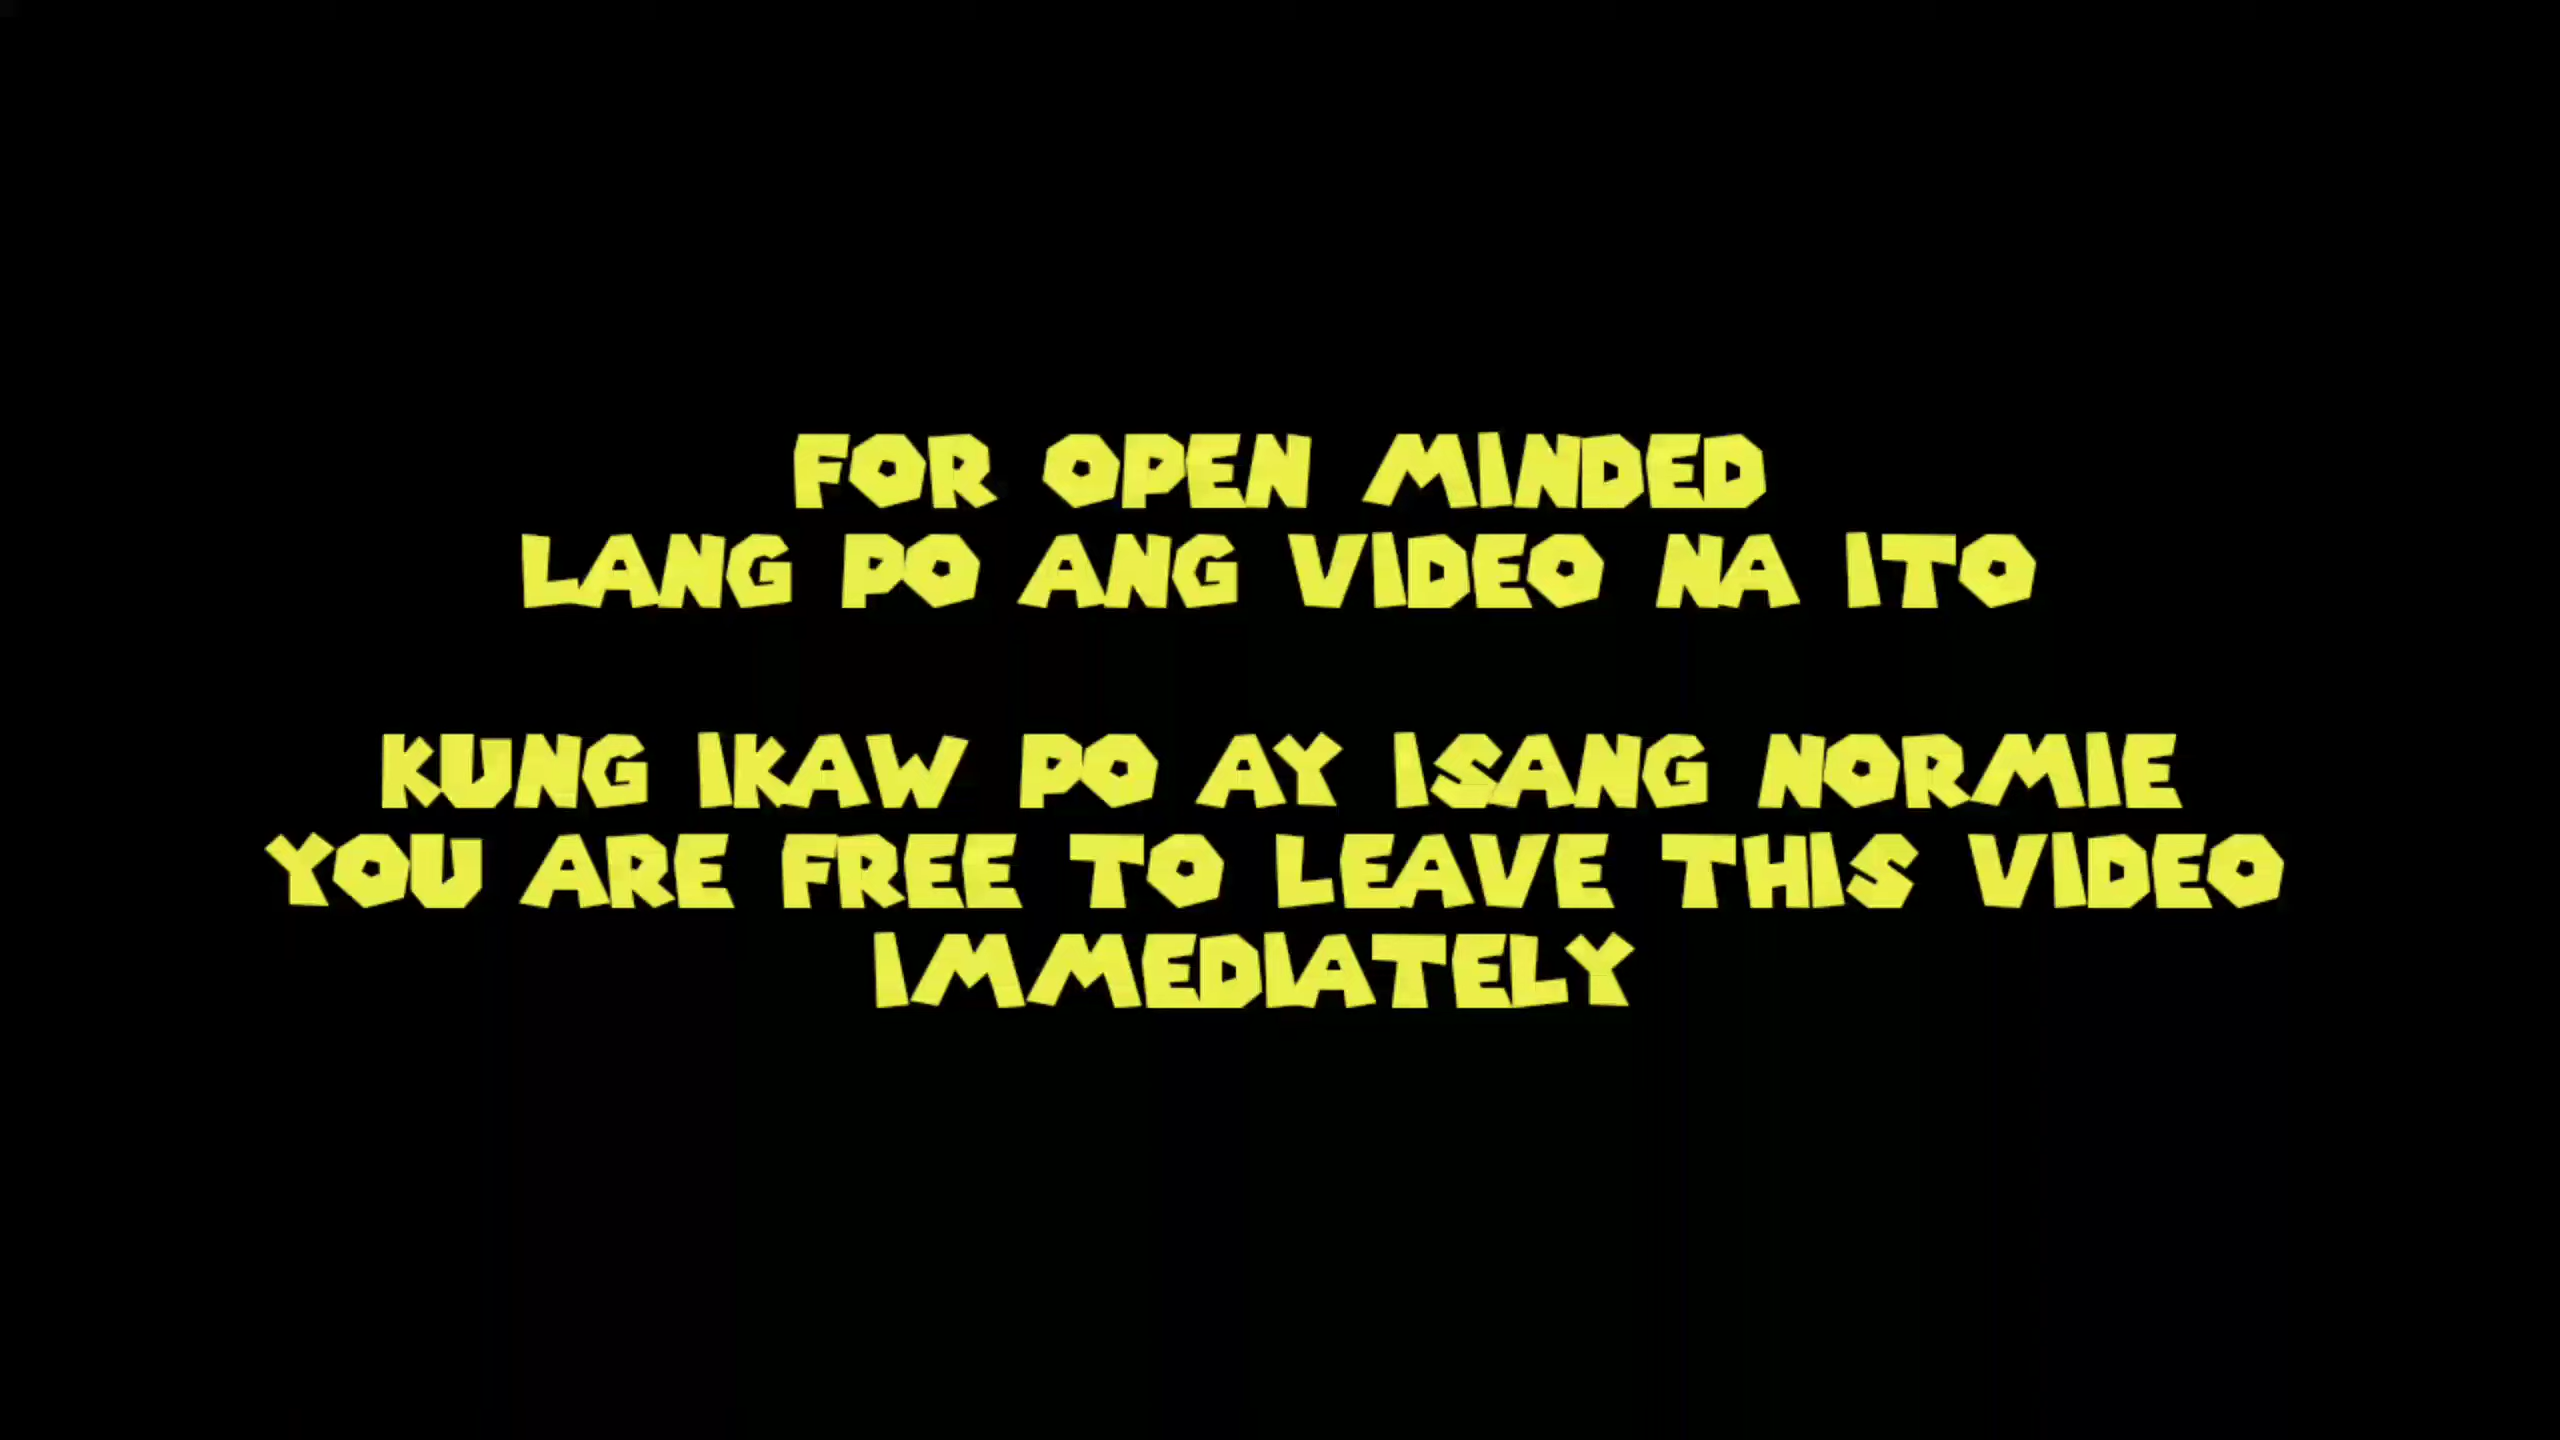 FOR OPEN MINDED
LANG PO ANG VIDEO NA ITO
KUNG IKAW PO AY ISANG NORMIE
YOU ARE FREE TO LEAVE THIS VIDEO
IMMEDIATELY